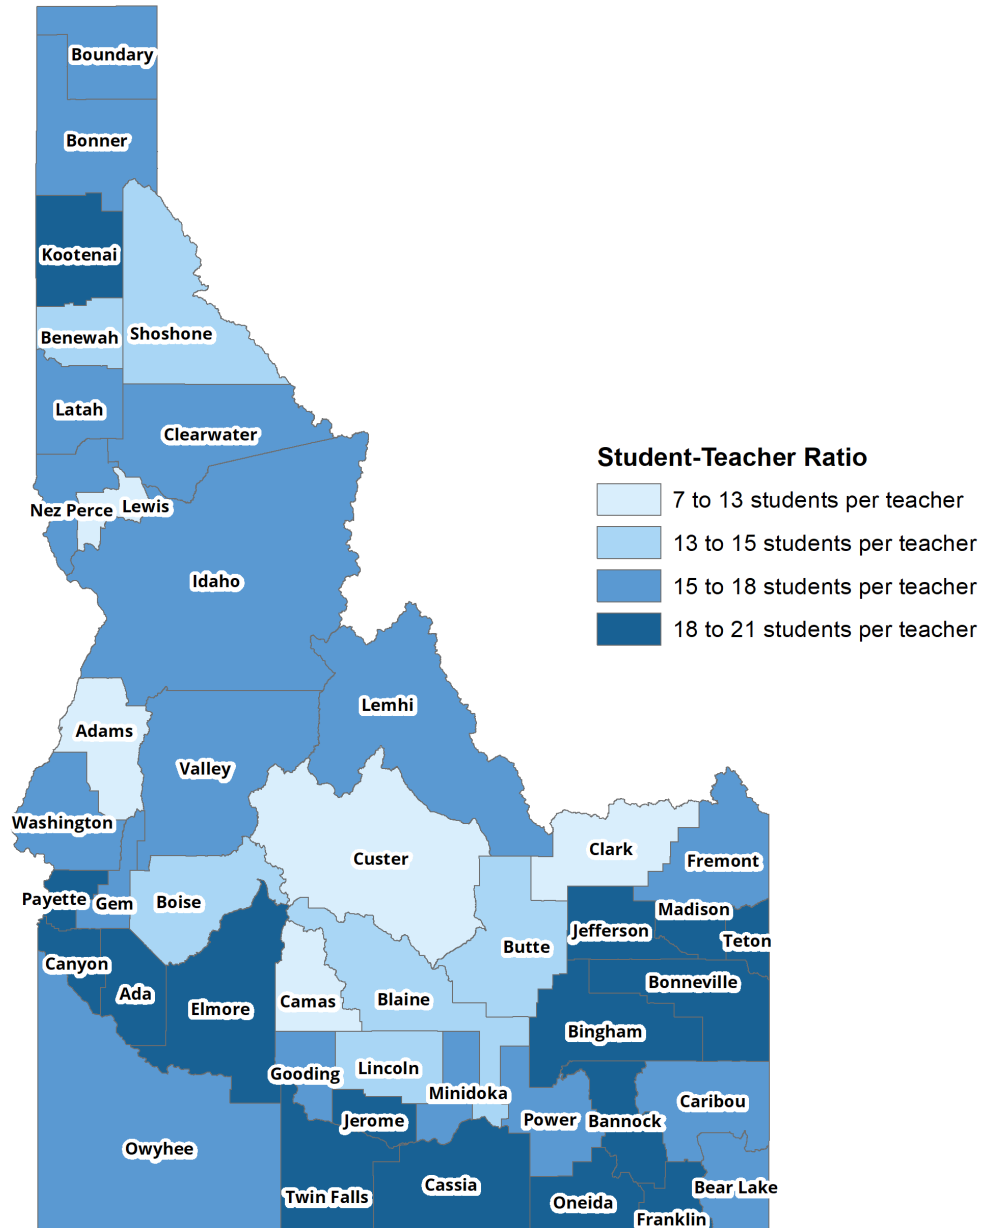 Boundary
Bonner
Kootenai
Benewah
Shoshone
Latah
Clearwater
Student-Teacher Ratio
7 to 13 students per teacher
13 to 15 students per teacher
15 to 18 students per teacher
18 to 21 students per teacher
Nez Perce
Lewis
Idaho
Lemhi
Adams
Valley
Washington
Custer
Clark
Fremont
Payette
Gem
Boise
Madison
Jefferson
Teton
Butte
Canyon
Ada
Elmore
Camas
Blaine
Bonneville
Bingham
Gooding
Lincoln
Minidoka
Jerome
Power
Bannock
Caribou
Owyhee
Twin Falls
Cassia
Oneida
Bear Lake
Franklin